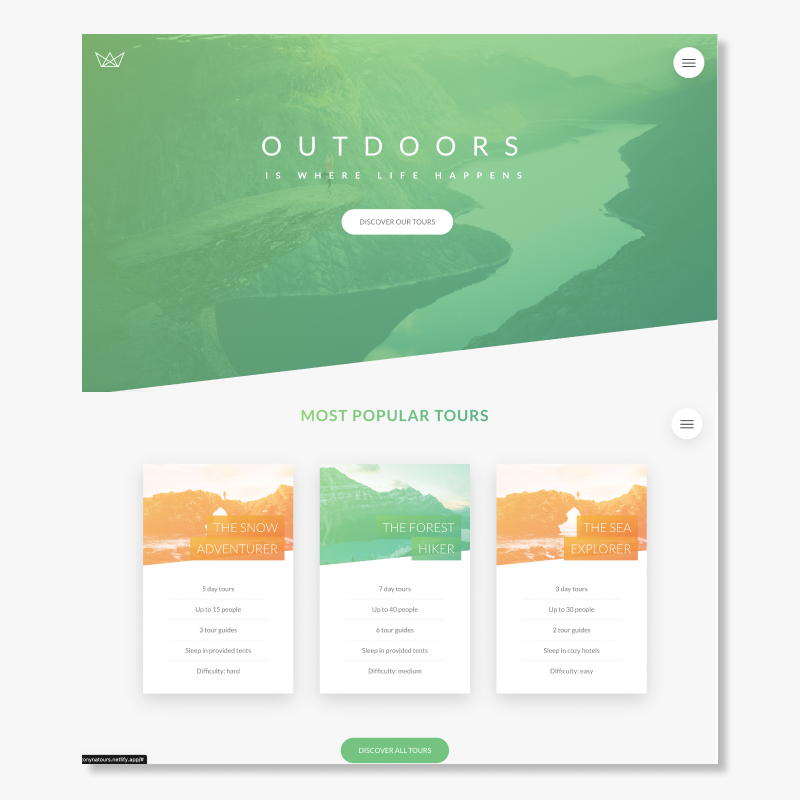 OUTDOORS
IS WHERE LIFE HAPPENS
DISCOVER OUR TOURS
MOST POPULAR TOURS
THE SNOW
ADVENTURER
5 day tours
Up to 15 people
3 tour guides
Sleep in provided tents
Difficulty: hard
THE FOREST
HIKER
7 day tours
Up to 40 people
6 tour guides
Sleep in provided tents
Difficulty: medium
THE SEA
EXPLORER
3 day tours
Up to 30 people
2 tour guides
Sleep in cozy hotels
Difficulty: easy
DISCOVER ALL TOURS
onynatours.netlify.app/#